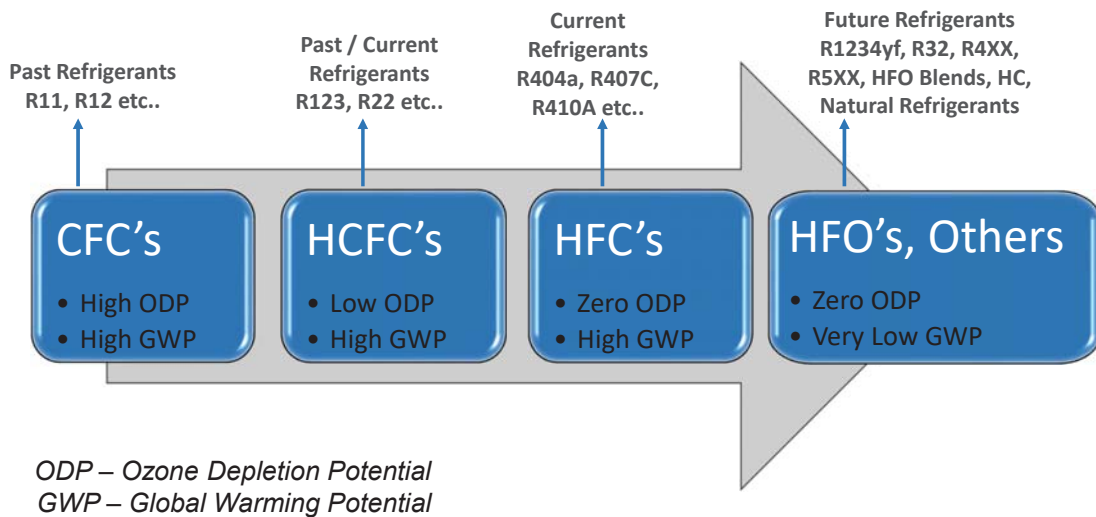 Past Refrigerants
R11, R12 etc..
Past / Current
Refrigerants
R123, R22 etc..
Current
Refrigerants
R404a, R407C,
R410A etc..
Future Refrigerants
R1234yf, R32, R4XX,
R5XX, HFO Blends, HC,
Natural Refrigerants
CFC’s
• High ODP
• High GWP
HCFC’s
• Low ODP
• High GWP
HFC’s
• Zero ODP
• High GWP
HFO’s, Others
• Zero ODP
• Very Low GWP
ODP – Ozone Depletion Potential
GWP – Global Warming Potential